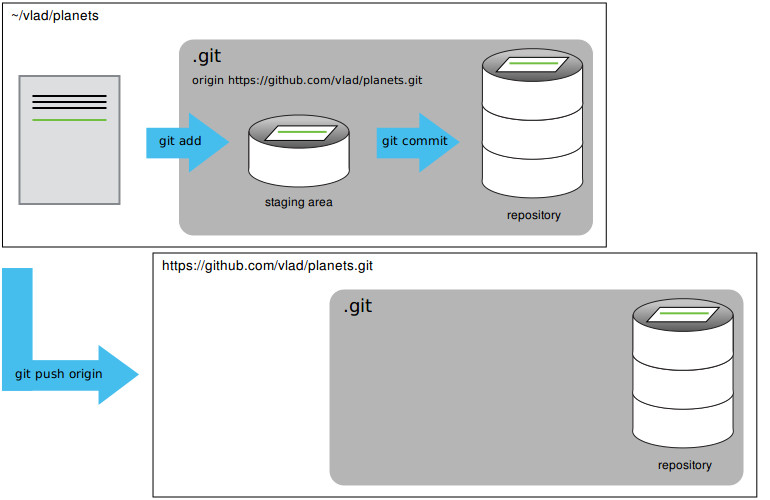 ~/vlad/planets
.git
origin https://github.com/vlad/planets.git
git add
git commit
staging area
repository
https://github.com/vlad/planets.git
.git
git push origin
repository